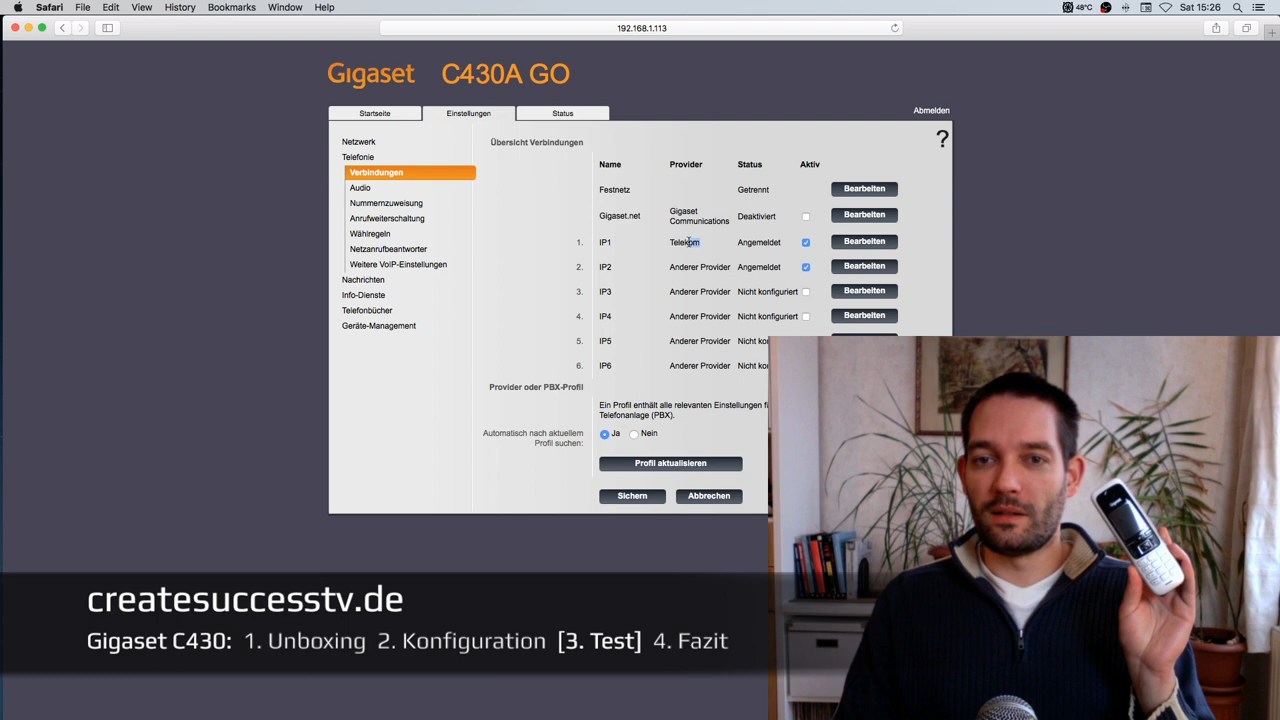 Safari File Edit View History Bookmarks Window Help 48°C Sat 15:26
192.168.1.113
Gigaset C430A GO
Startseite Einstellungen Status Abmelden
?
Netzwerk
Telefonie
Verbindungen
Audio
Nummernzuweisung
Anrufweiterschaltung
Wählregeln
Netzanrufbeantworter
Weitere VoIP-Einstellungen
Nachrichten
Info-Dienste
Telefonbücher
Geräte-Management
Übersicht Verbindungen
Name Provider Status Aktiv
Festnetz Getrennt Bearbeiten
Gigaset.net Gigaset Communications Deaktiviert Bearbeiten
1. IP1 Telekom Angemeldet Bearbeiten
2. IP2 Anderer Provider Angemeldet Bearbeiten
3. IP3 Anderer Provider Nicht konfiguriert Bearbeiten
4. IP4 Anderer Provider Nicht konfiguriert Bearbeiten
5. IP5 Anderer Provider Nicht ko
6. IP6 Anderer Provider Nicht ko
Provider oder PBX-Profil
Ein Profil enthält alle relevanten Einstellungen
Telefonanlage (PBX).
Automatisch nach aktuellem
Profil suchen:
Ja Nein
Profil aktualisieren
Sichern Abbrechen
createsuccesstv.de
Gigaset C430: 1. Unboxing 2. Konfiguration [3. Test] 4. Fazit